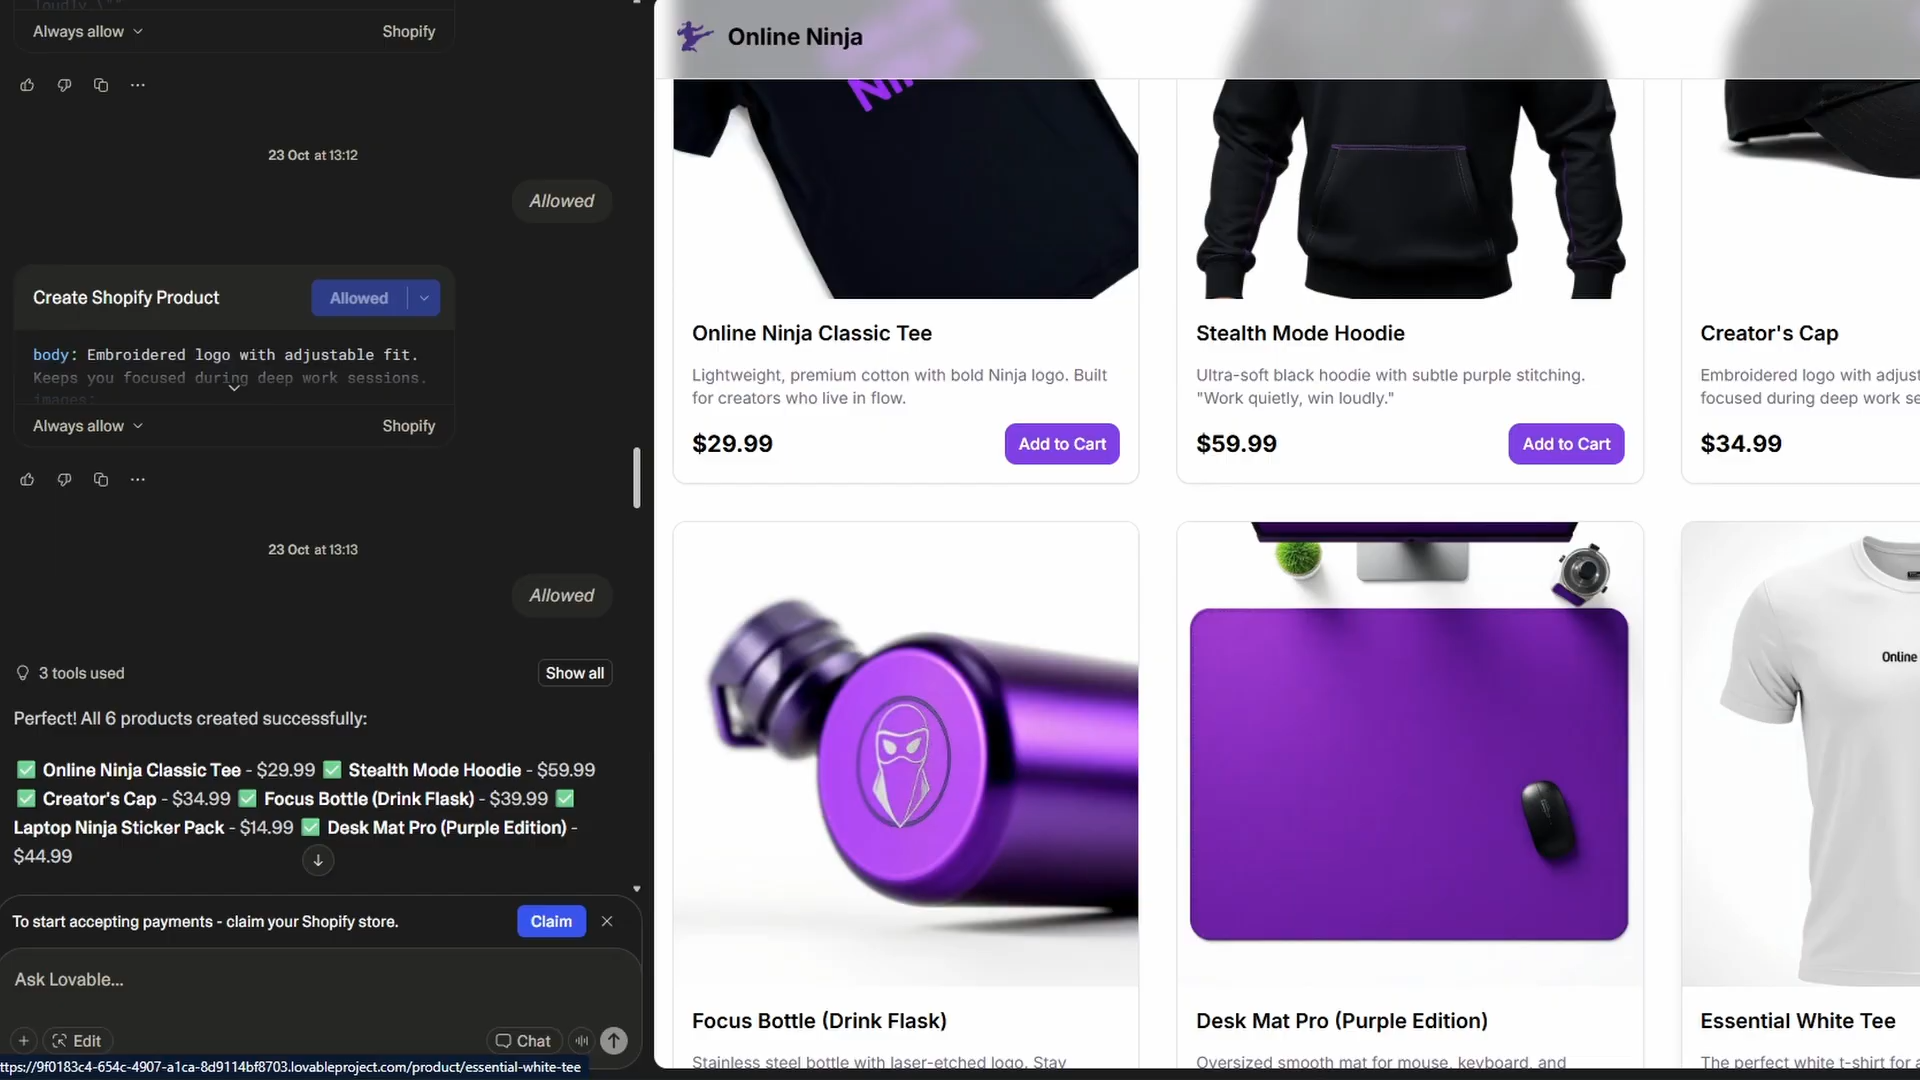 loudly \""
Always allow
Shopify
23 Oct at 13:12
Allowed
Create Shopify Product
Allowed
body: Embroidered logo with adjustable fit.
Keeps you focused during deep work sessions.
images:
Always allow
Shopify
23 Oct at 13:13
Allowed
3 tools used
Show all
Perfect! All 6 products created successfully:
✅ Online Ninja Classic Tee - $29.99 ✅ Stealth Mode Hoodie - $59.99
✅ Creator's Cap - $34.99 ✅ Focus Bottle (Drink Flask) - $39.99 ✅
Laptop Ninja Sticker Pack - $14.99 ✅ Desk Mat Pro (Purple Edition) -
$44.99
To start accepting payments - claim your Shopify store.
Claim
Ask Lovable...
Edit
Chat
ttps://9f0183c4-654c-4907-a1ca-8d9114bf8703.lovableproject.com/product/essential-white-tee
Online Ninja
Nin
Online Ninja Classic Tee
Lightweight, premium cotton with bold Ninja logo. Built
for creators who live in flow.
$29.99
Add to Cart
Stealth Mode Hoodie
Ultra-soft black hoodie with subtle purple stitching.
"Work quietly, win loudly."
$59.99
Add to Cart
Creator's Cap
Embroidered logo with adjust
focused during deep work se
$34.99
Online
Focus Bottle (Drink Flask)
Stainless steel bottle with laser-etched logo. Stay
Desk Mat Pro (Purple Edition)
Oversized smooth mat for mouse, keyboard, and
Essential White Tee
The perfect white t-shirt for a